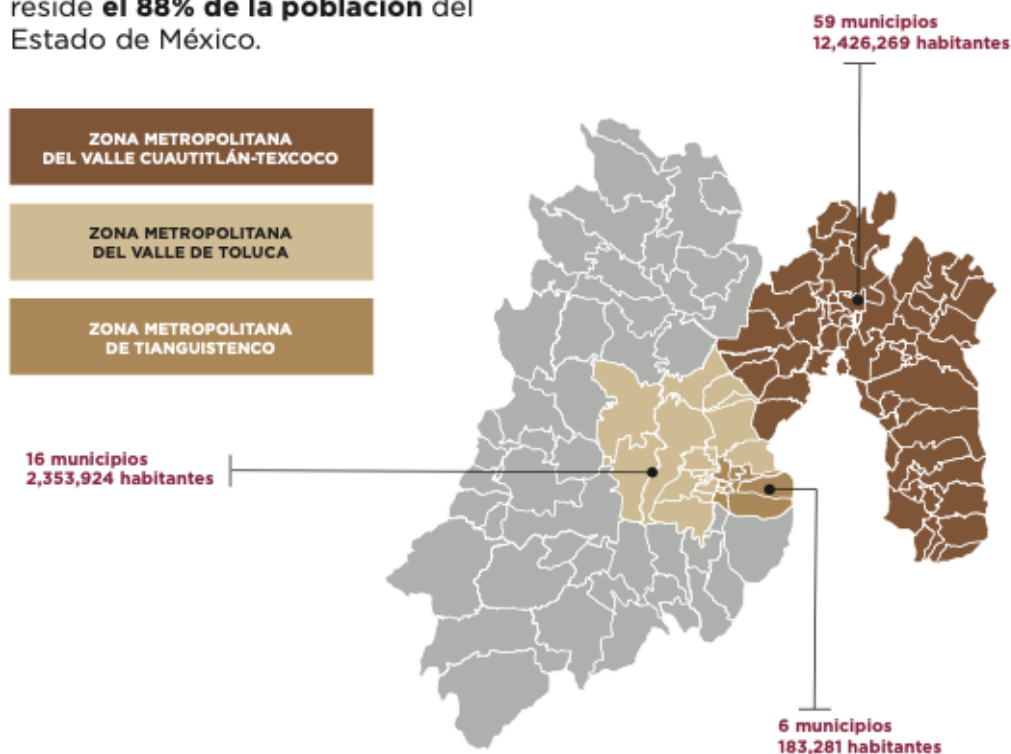 reside el 88% de la población del
Estado de México.
59 municipios
12,426,269 habitantes
ZONA METROPOLITANA
DEL VALLE CUAUTITLÁN-TEXCOCO
ZONA METROPOLITANA
DEL VALLE DE TOLUCA
ZONA METROPOLITANA
DE TIANGUISTENCO
16 municipios
2,353,924 habitantes
6 municipios
183,281 habitantes